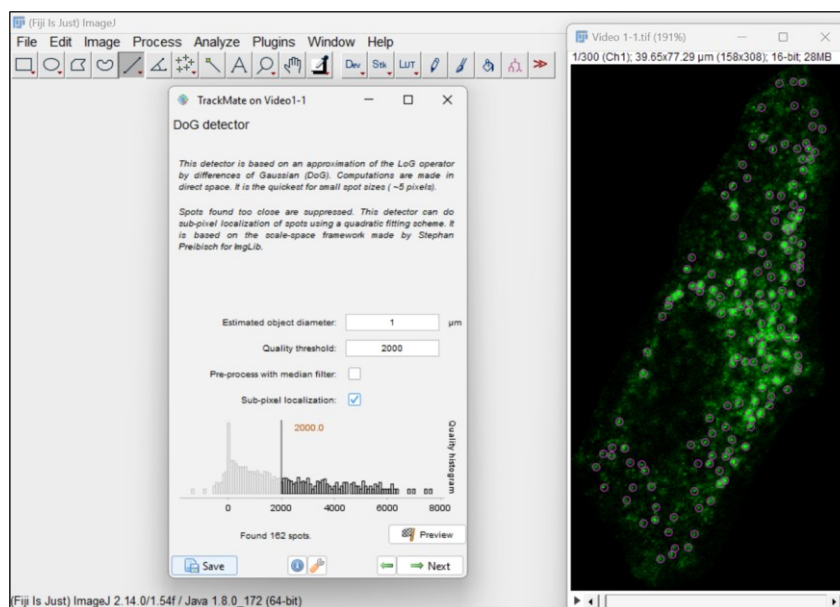 (Fiji Is Just) ImageJ
File Edit Image Process Analyze Plugins Window Help
Dev Stk LUT
TrackMate on Video1-1
DoG detector
This detector is based on an approximation of the LoG operator
by differences of Gaussian (DoG). Computations are made in
direct space. It is the quickest for small spot sizes ( ~5 pixels).
Spots found too close are suppressed. This detector can do
sub-pixel localization of spots using a quadratic fitting scheme. It
is based on the scale-space framework made by Stephan
Preibisch for ImgLib.
Estimated object diameter: 1 µm
Quality threshold: 2000
Pre-process with median filter:
Sub-pixel localization:
2000.0
Quality histogram
0 2000 4000 6000 8000
Found 162 spots.
Preview
Save
Next
(Fiji Is Just) ImageJ 2.14.0/1.54f / Java 1.8.0_172 (64-bit)
Video 1-1.tif (191%)
1/300 (Ch1); 39.65x77.29 µm (158x308); 16-bit; 28MB